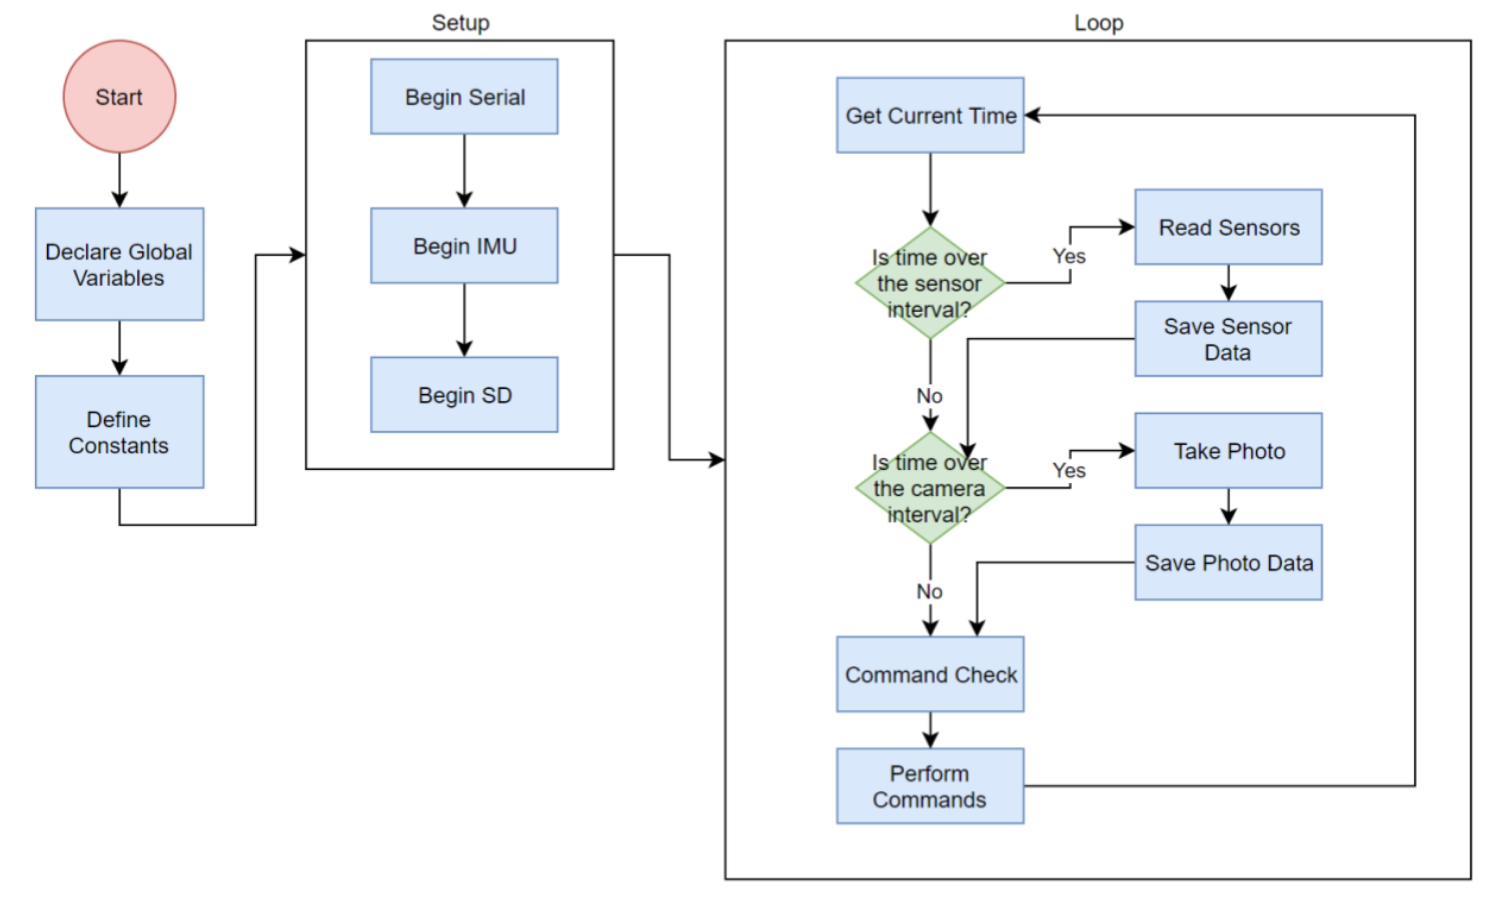 Start
Declare Global
Variables
Define
Constants
Setup
Begin Serial
Begin IMU
Begin SD
Loop
Get Current Time
Is time over
the sensor
interval?
Yes
Read Sensors
Save Sensor
Data
No
Is time over
the camera
interval?
Yes
Take Photo
Save Photo Data
No
Command Check
Perform
Commands